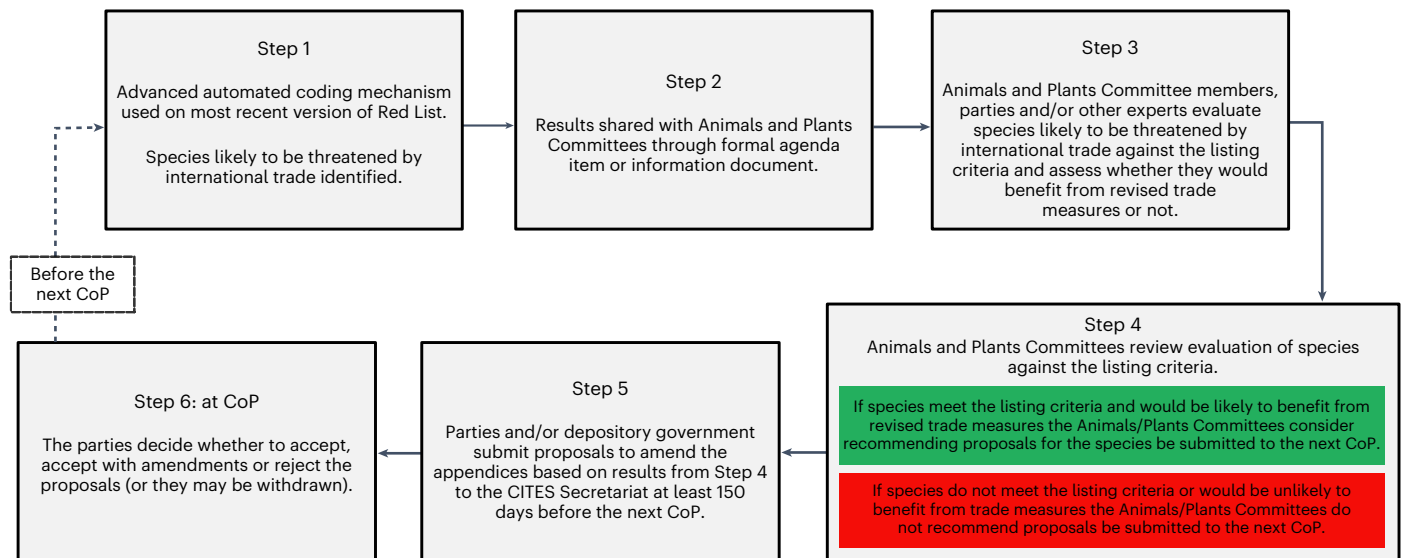 Step 1
Advanced automated coding mechanism
used on most recent version of Red List.
Species likely to be threatened by
international trade identified.
Step 2
Results shared with Animals and Plants
Committees through formal agenda
item or information document.
Step 3
Animals and Plants Committee members,
parties and/or other experts evaluate
species likely to be threatened by
international trade against the listing
criteria and assess whether they would
benefit from revised trade
measures or not.
Step 4
Animals and Plants Committees review evaluation of species
against the listing criteria.
If species meet the listing criteria and would be likely to benefit from
revised trade measures the Animals/Plants Committees consider
recommending proposals for the species be submitted to the next CoP.
If species do not meet the listing criteria or would be unlikely to
benefit from trade measures the Animals/Plants Committees do
not recommend proposals be submitted to the next CoP.
Step 5
Parties and/or depository government
submit proposals to amend the
appendices based on results from Step 4
to the CITES Secretariat at least 150
days before the next CoP.
Step 6: at CoP
The parties decide whether to accept,
accept with amendments or reject the
proposals (or they may be withdrawn).
Before the
next CoP